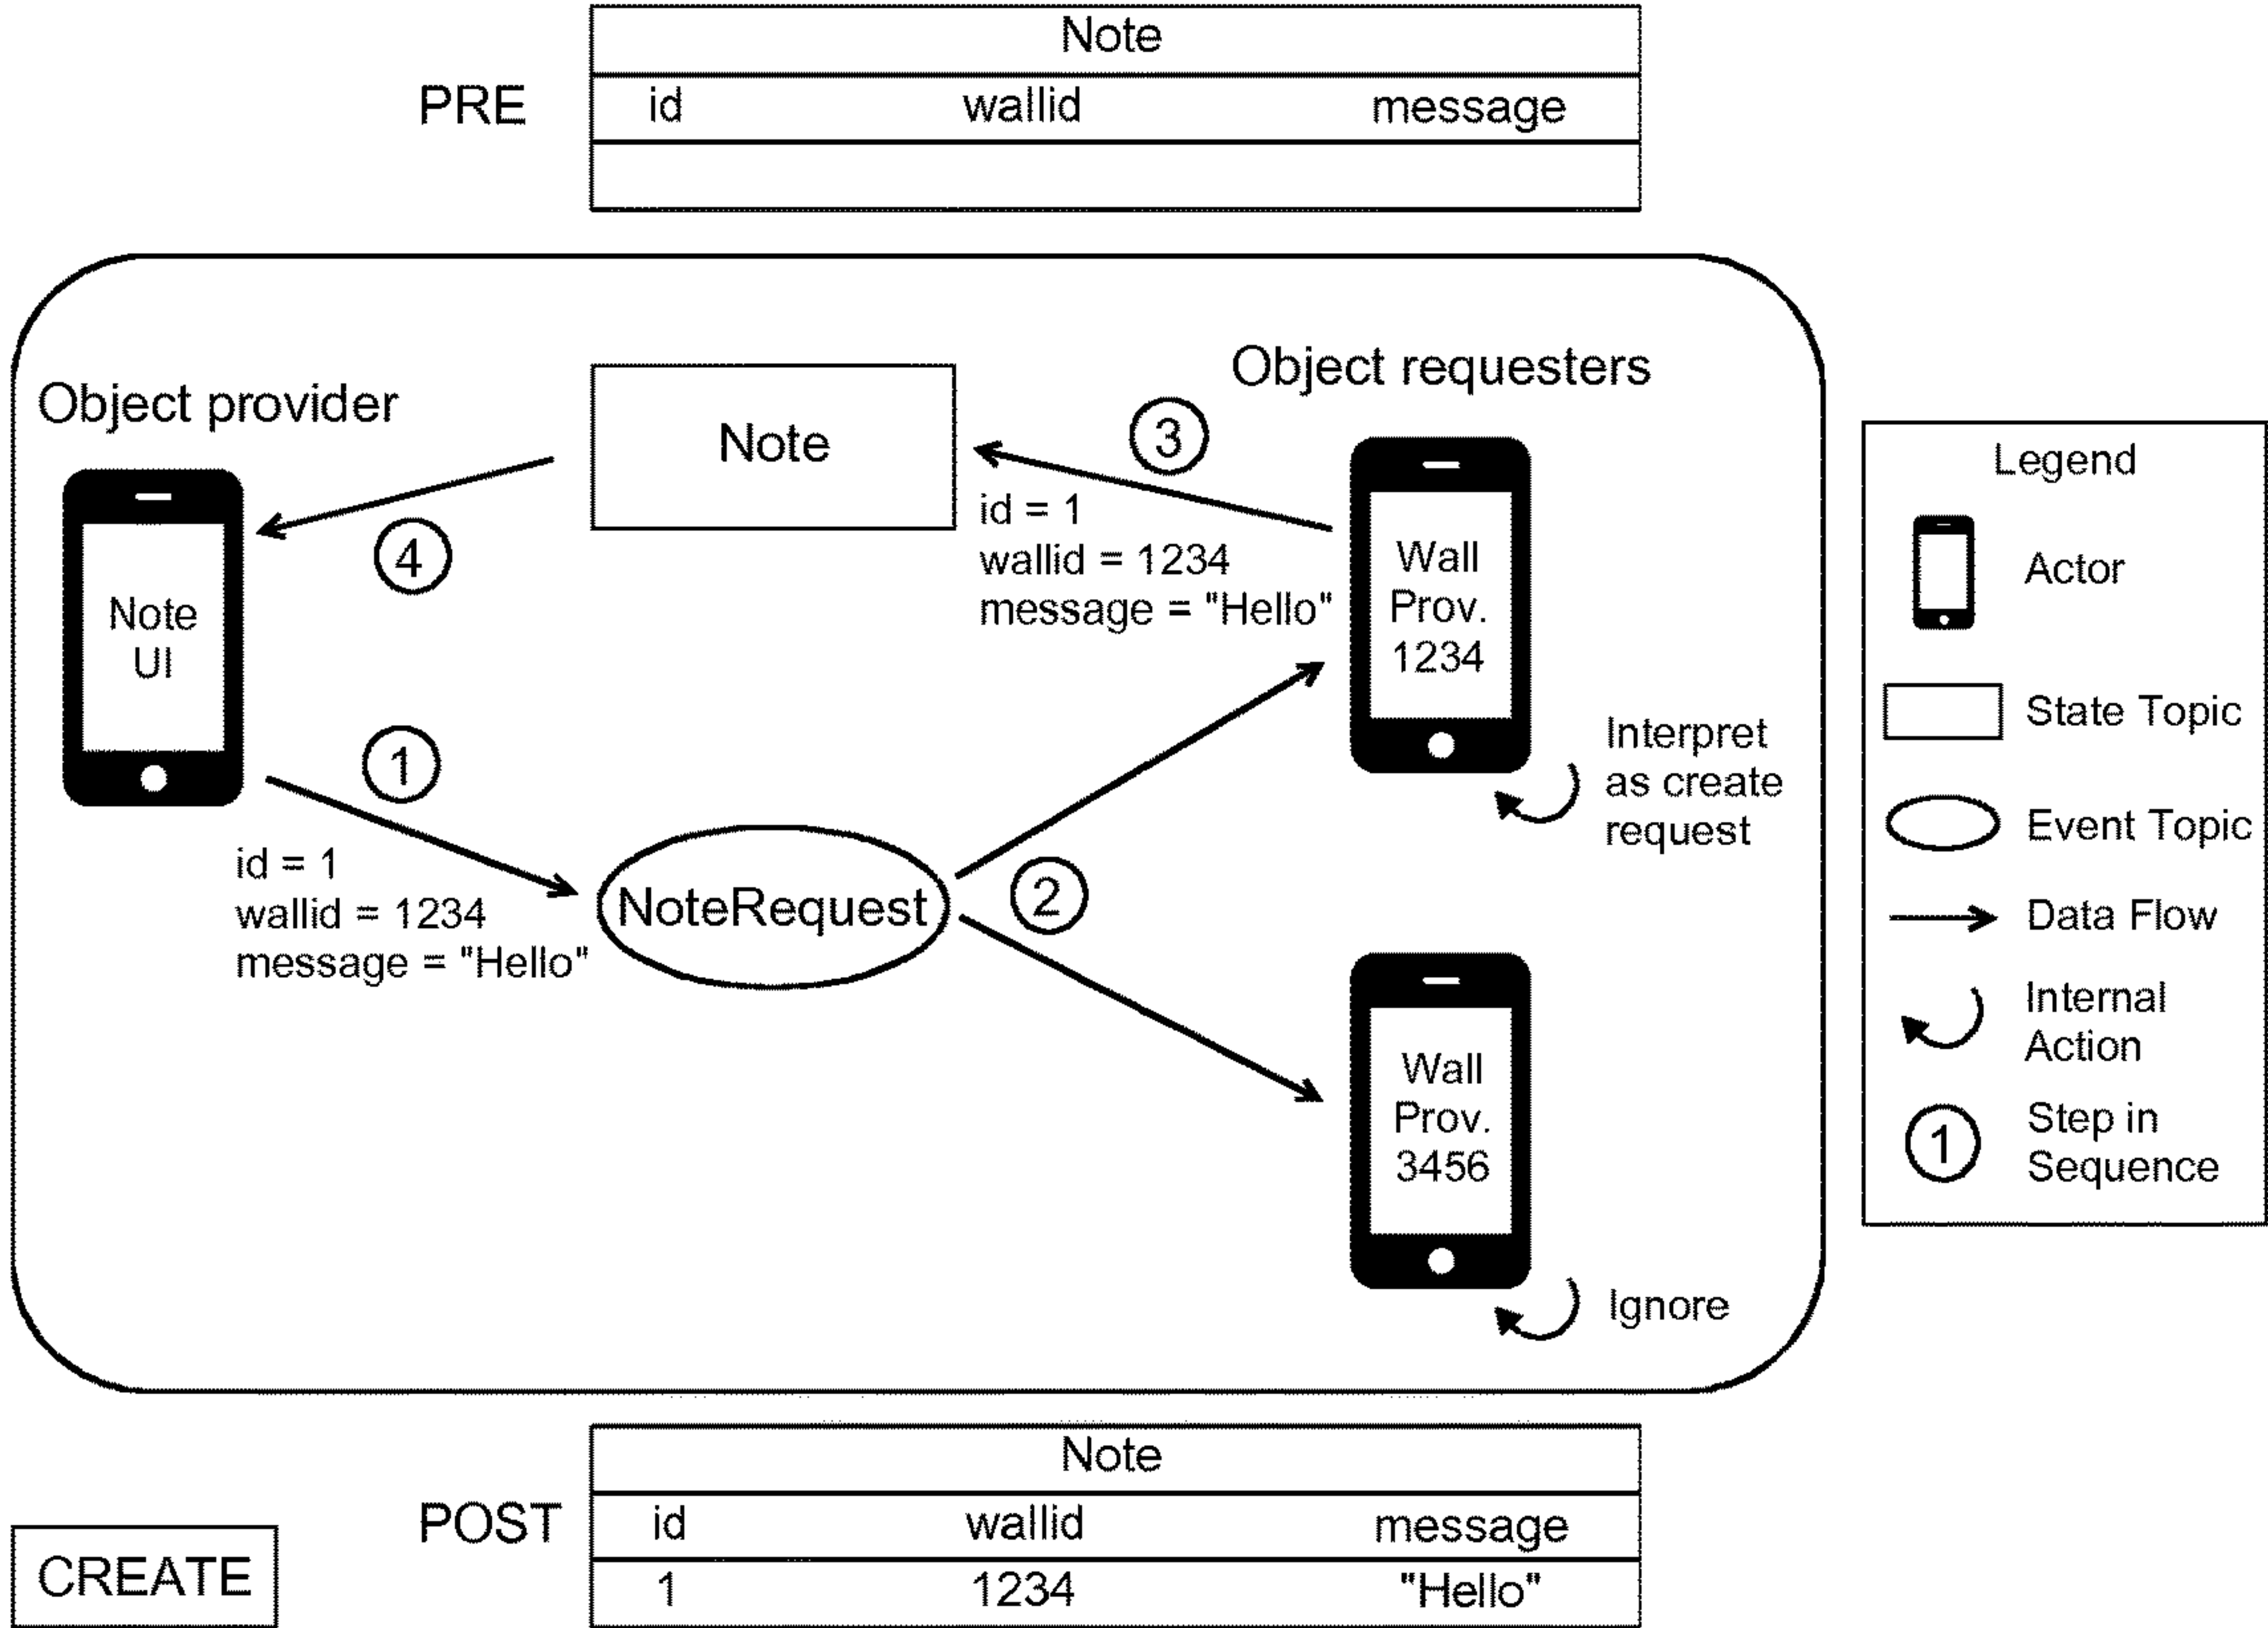 Note
PRE
id wallid message
Object provider
Object requesters
Note
3
4
id = 1
wallid = 1234
message = "Hello"
Note
UI
Wall
Prov.
1234
1
id = 1
wallid = 1234
message = "Hello"
NoteRequest
2
Interpret
as create
request
Wall
Prov.
3456
Ignore
Legend
Actor
State Topic
Event Topic
Data Flow
Internal
Action
1
Step in
Sequence
CREATE
POST
Note
id wallid message
1 1234 "Hello"